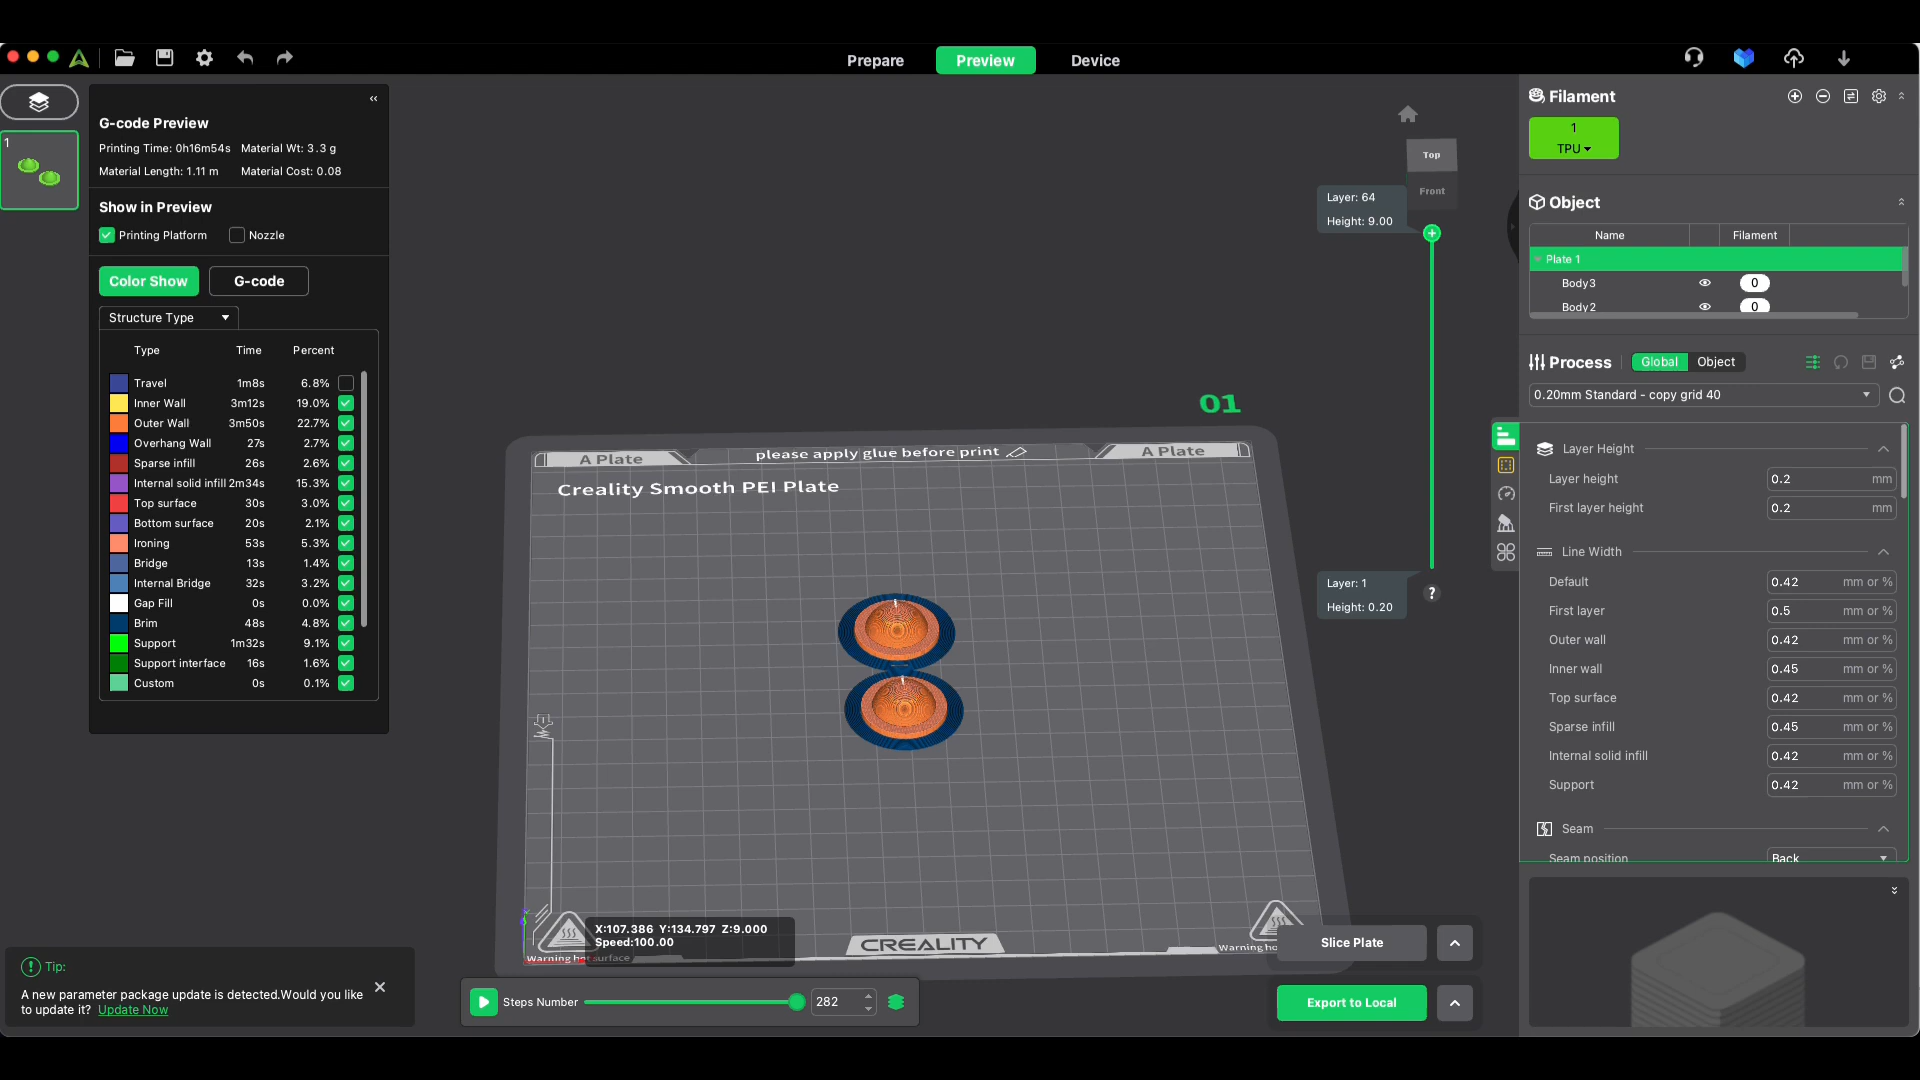 Prepare
Preview
Device
1
G-code Preview
Printing Time: 0h16m54s Material Wt: 3.3 g
Material Length: 1.11 m Material Cost: 0.08
Show in Preview
Printing Platform
Nozzle
Color Show
G-code
Structure Type
Type Time Percent
Travel 1m8s 6.8%
Inner Wall 3m12s 19.0%
Outer Wall 3m50s 22.7%
Overhang Wall 27s 2.7%
Sparse infill 26s 2.6%
Internal solid infill 2m34s 15.3%
Top surface 30s 3.0%
Bottom surface 20s 2.1%
Ironing 53s 5.3%
Bridge 13s 1.4%
Internal Bridge 32s 3.2%
Gap Fill 0s 0.0%
Brim 48s 4.8%
Support 1m32s 9.1%
Support interface 16s 1.6%
Custom 0s 0.1%
Tip:
A new parameter package update is detected.Would you like
to update it? Update Now
Top
Front
Layer: 64
Height: 9.00
Layer: 1
Height: 0.20
?
01
A Plate
please apply glue before print
A Plate
Creality Smooth PEI Plate
X:107.386 Y:134.797 Z:9.000
Speed:100.00
Warning hot surface
CREALITY
Warning ho
Steps Number
282
Slice Plate
Export to Local
Filament
1
TPU
Object
Name Filament
Plate 1
Body3 0
Body2 0
Process
Global
Object
0.20mm Standard - copy grid 40
Layer Height
Layer height 0.2 mm
First layer height 0.2 mm
Line Width
Default 0.42 mm or %
First layer 0.5 mm or %
Outer wall 0.42 mm or %
Inner wall 0.45 mm or %
Top surface 0.42 mm or %
Sparse infill 0.45 mm or %
Internal solid infill 0.42 mm or %
Support 0.42 mm or %
Seam
Seam position Back